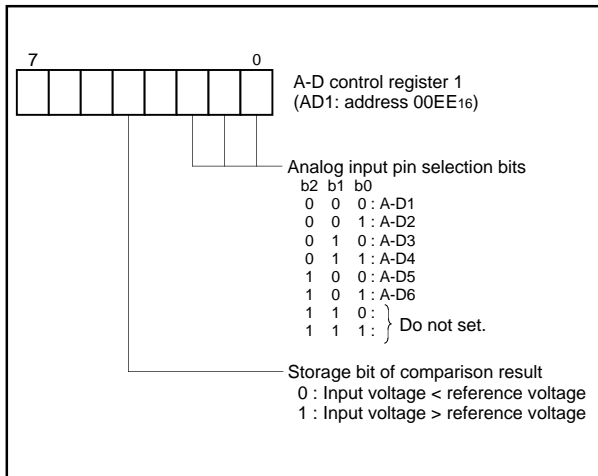 7 0
A-D control register 1
(AD1: address 00EE16)
Analog input pin selection bits
b2 b1 b0
0 0 0 : A-D1
0 0 1 : A-D2
0 1 0 : A-D3
0 1 1 : A-D4
1 0 0 : A-D5
1 0 1 : A-D6
1 1 0 :
1 1 1 :
Do not set.
Storage bit of comparison result
0 : Input voltage < reference voltage
1 : Input voltage > reference voltage